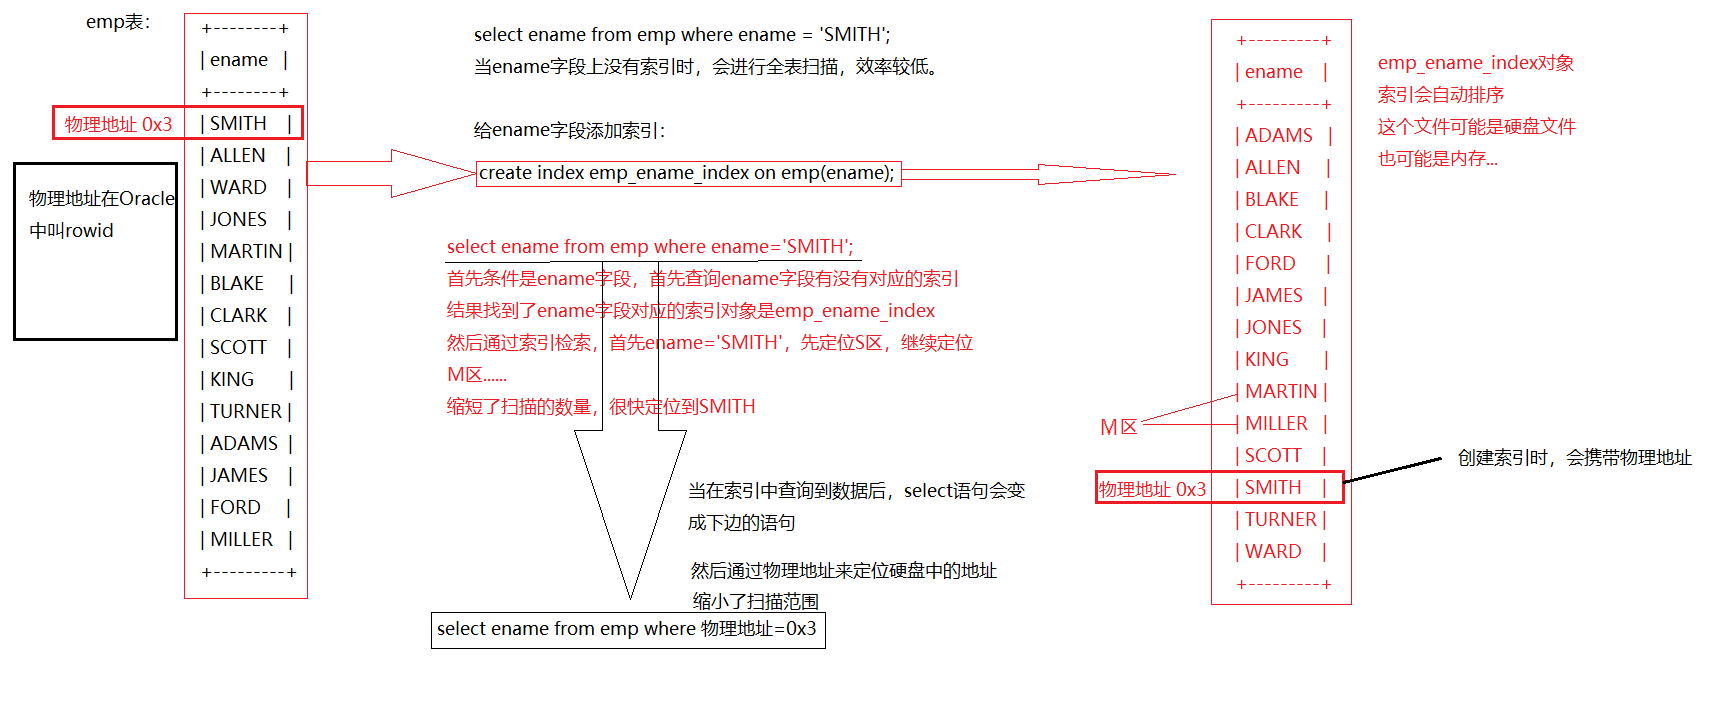 emp表：
+--------+
| ename |
+--------+
物理地址 0x3 | SMITH |
| ALLEN |
| WARD |
| JONES |
| MARTIN |
| BLAKE |
| CLARK |
| SCOTT |
| KING |
| TURNER |
| ADAMS |
| JAMES |
| FORD |
| MILLER |
+---------+
物理地址在Oracle
中叫rowid
select ename from emp where ename = 'SMITH';
当ename字段上没有索引时，会进行全表扫描，效率较低。
给ename字段添加索引：
create index emp_ename_index on emp(ename);
select ename from emp where ename='SMITH';
首先条件是ename字段，首先查询ename字段有没有对应的索引
结果找到了ename字段对应的索引对象是emp_ename_index
然后通过索引检索，首先ename='SMITH'，先定位S区，继续定位
M区......
缩短了扫描的数量，很快定位到SMITH
当在索引中查询到数据后，select语句会变
成下边的语句
然后通过物理地址来定位硬盘中的地址
缩小了扫描范围
select ename from emp where 物理地址=0x3
+---------+
| ename |
+---------+
| ADAMS |
| ALLEN |
| BLAKE |
| CLARK |
| FORD |
| JAMES |
| JONES |
| KING |
| MARTIN |
M区
| MILLER |
| SCOTT |
物理地址 0x3 | SMITH |
| TURNER |
| WARD |
+---------+
emp_ename_index对象
索引会自动排序
这个文件可能是硬盘文件
也可能是内存...
创建索引时，会携带物理地址